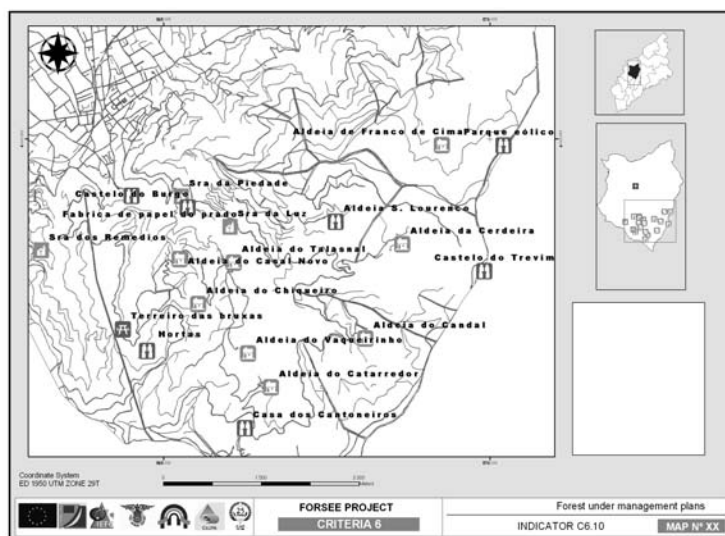 Aldeia de Franco de Cima
Parque eólico
Sra da Piedade
Castelo do Burgo
Fabrica de papel do prado
Sra da Luz
Aldeia S. Lourenco
Sra dos Remedios
Aldeia do Talasnal
Aldeia da Cerdeira
Aldeia do Casal Novo
Castelo do Trevim
Aldeia do Chiqueiro
Terreiro das bruxas
Aldeia do Candal
Hortas
Aldeia do Vaqueirinho
Aldeia do Catarredor
Casa dos Cantoneiros
Coordinate System
ED 1950 UTM ZONE 29T
FORSEE PROJECT
CRITERIA 6
Forest under management plans
INDICATOR C6.10
MAP Nº XX